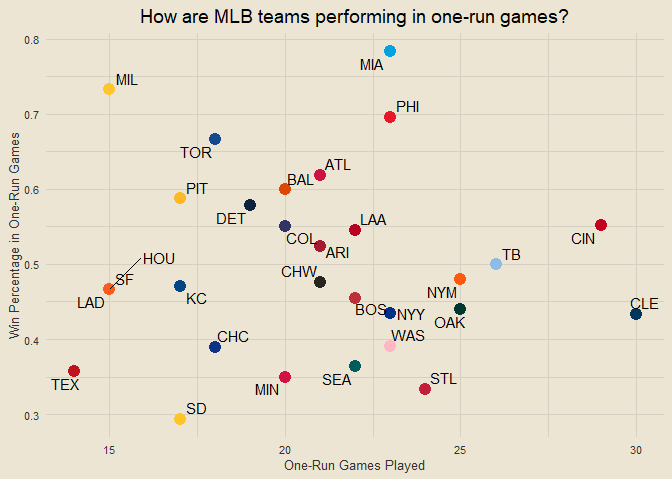 How are MLB teams performing in one-run games?
0.8
MIA
MIL
0.7
PHI
TOR
ATL
0.6
PIT
BAL
DET
LAA
COL
CIN
ARI
TB
HOU
0.5
SF
CHW
LAD
KC
NYM
BOS
NYY
OAK
CLE
0.4
CHC
WAS
TEX
MIN
SEA
STL
SD
0.3
15
20
25
30
One-Run Games Played
Win Percentage in One-Run Games